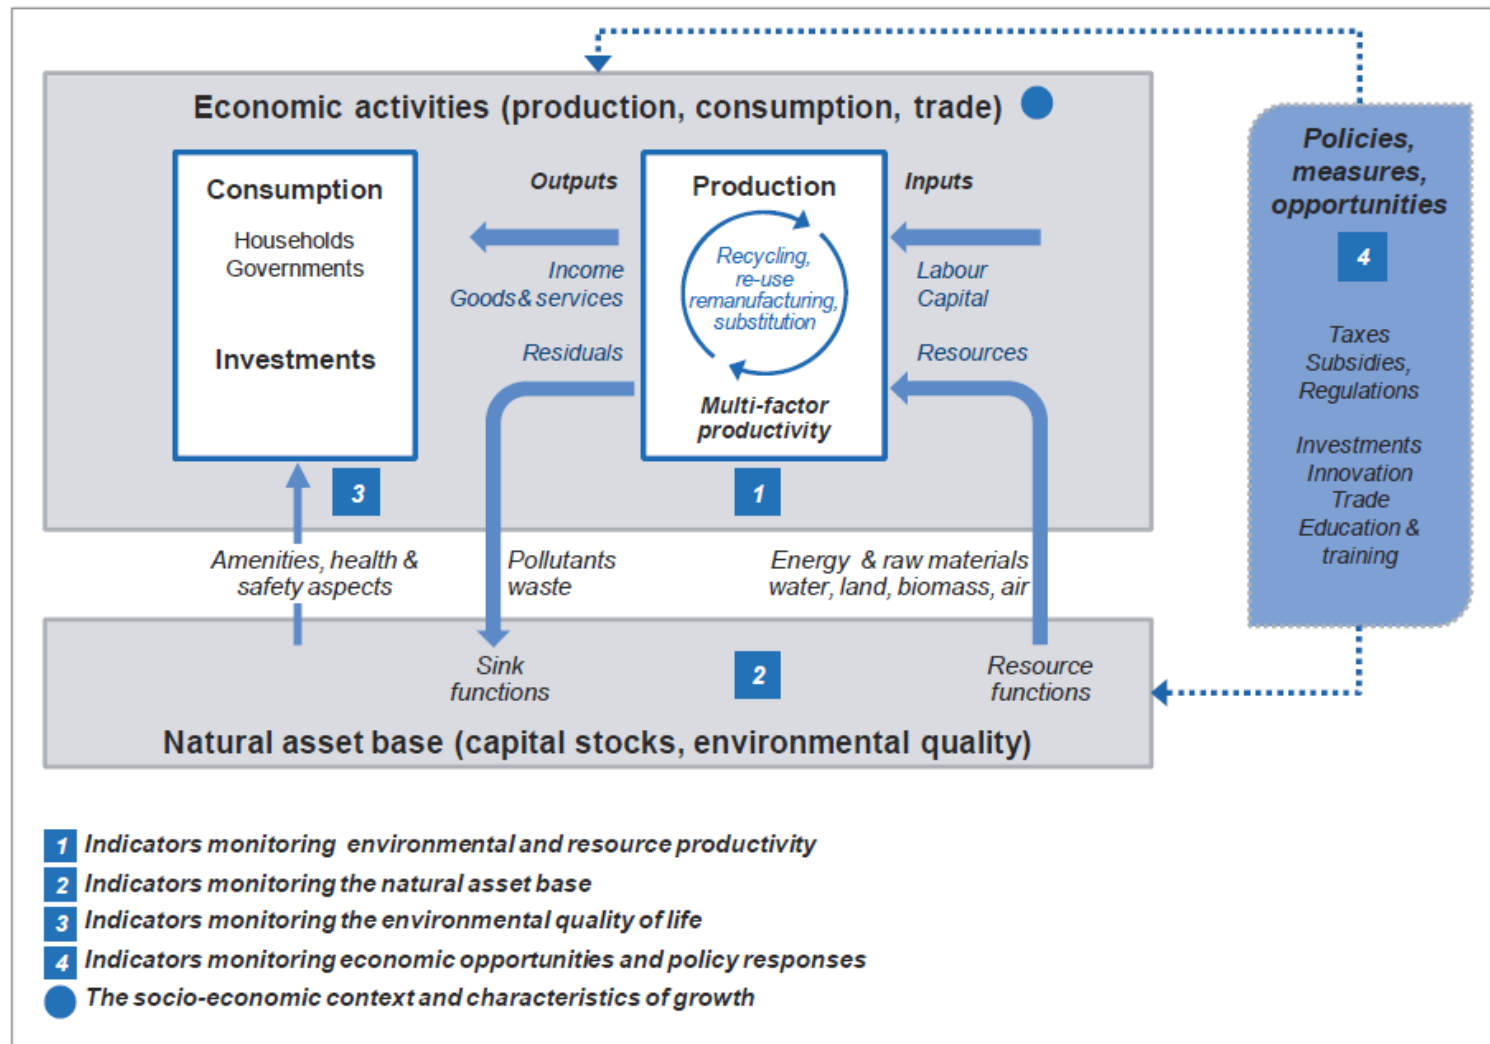 Economic activities (production, consumption, trade)
Consumption
Households
Governments
Investments
3
Outputs
Income
Goods & services
Residuals
Production
Recycling,
re-use
remanufacturing,
substitution
Multi-factor
productivity
1
Inputs
Labour
Capital
Resources
Policies,
measures,
opportunities
4
Taxes
Subsidies,
Regulations
Investments
Innovation
Trade
Education &
training
Amenities, health &
safety aspects
Pollutants
waste
Energy & raw materials
water, land, biomass, air
Sink
functions
2
Resource
functions
Natural asset base (capital stocks, environmental quality)
1 Indicators monitoring environmental and resource productivity
2 Indicators monitoring the natural asset base
3 Indicators monitoring the environmental quality of life
4 Indicators monitoring economic opportunities and policy responses
The socio-economic context and characteristics of growth